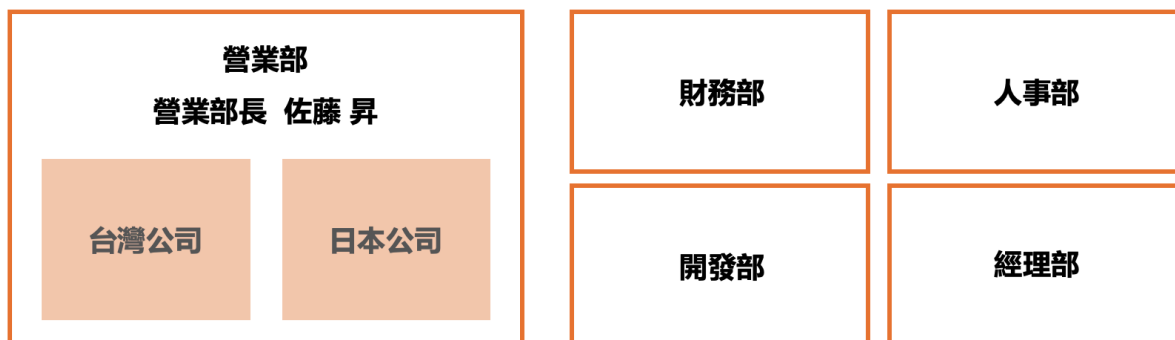 營業部
營業部長 佐藤 昇
台灣公司
日本公司
財務部
人事部
開發部
經理部